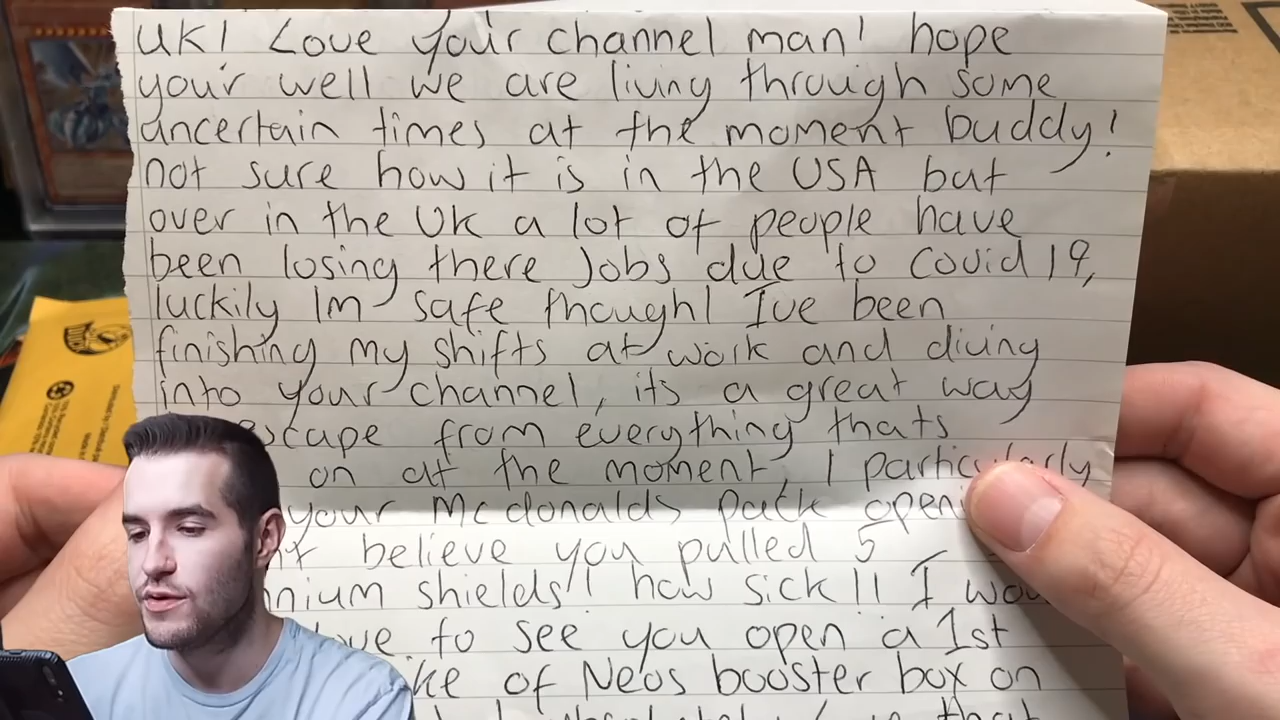 UK! Love your channel man! hope
your well we are living through some
uncertain times at the moment buddy!
not sure how it is in the USA but
over in the UK a lot of people have
been losing there Jobs due to Covid 19,
luckily Im safe though! Ive been
finishing my shifts at work and diving
into your channel, its a great way
from everything thats
on at the moment, I particularly
your Mcdonalds pack
believe you pulled 5
shields! how sick!! I
to see you open a 1st
of Neos booster box on
that